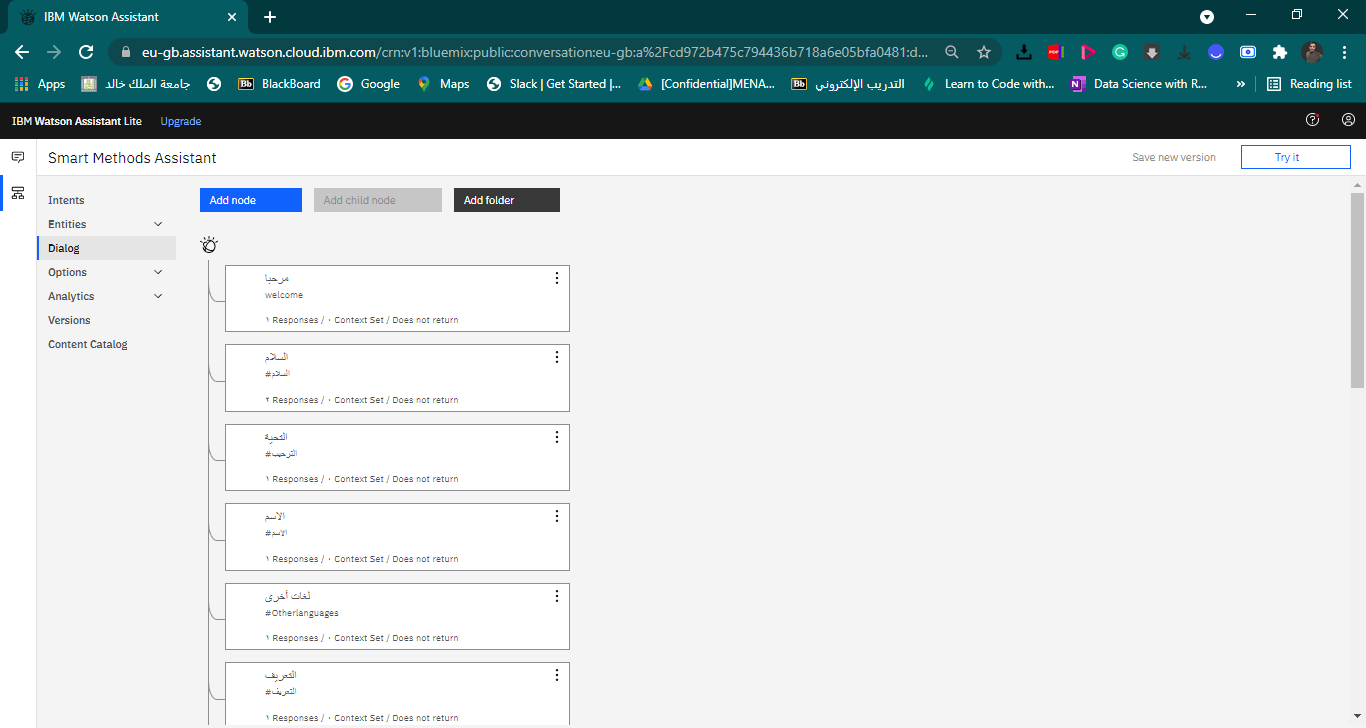 IBM Watson Assistant
eu-gb.assistant.watson.cloud.ibm.com/crn:v1:bluemix:public:conversation:eu-gb:a%2Fcd972b475c794436b718a6e05bfa0481:d...
Apps جامعة الملك خالد Bb BlackBoard Google Maps Slack | Get Started |... [Confidential]MENA... Bb التدريب الإلكتروني Learn to Code with... Data Science with R... » Reading list
IBM Watson Assistant Lite Upgrade
Smart Methods Assistant Save new version Try it
Intents
Entities
Dialog
Options
Analytics
Versions
Content Catalog
Add node Add child node Add folder
مرحبا
welcome
١ Responses / ٠ Context Set / Does not return
السلام
#السلام
٢ Responses / ٠ Context Set / Does not return
التحية
#الترحيب
١ Responses / ٠ Context Set / Does not return
الاسم
#الاسم
١ Responses / ٠ Context Set / Does not return
لغات أخرى
#Otherlanguages
١ Responses / ٠ Context Set / Does not return
التعريف
#التعريف
١ Responses / ٠ Context Set / Does not return